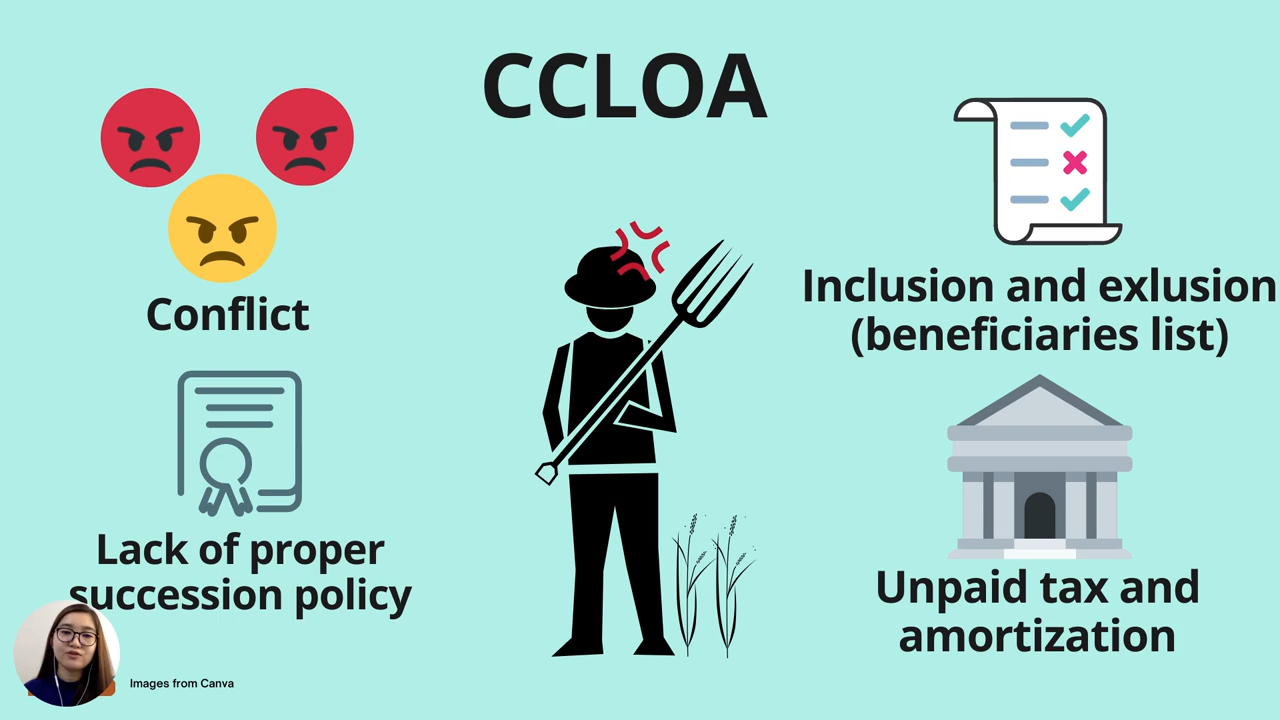 CCLOA
Conflict
Inclusion and exlusion
(beneficiaries list)
Lack of proper
succession policy
Unpaid tax and
amortization
Images from Canva